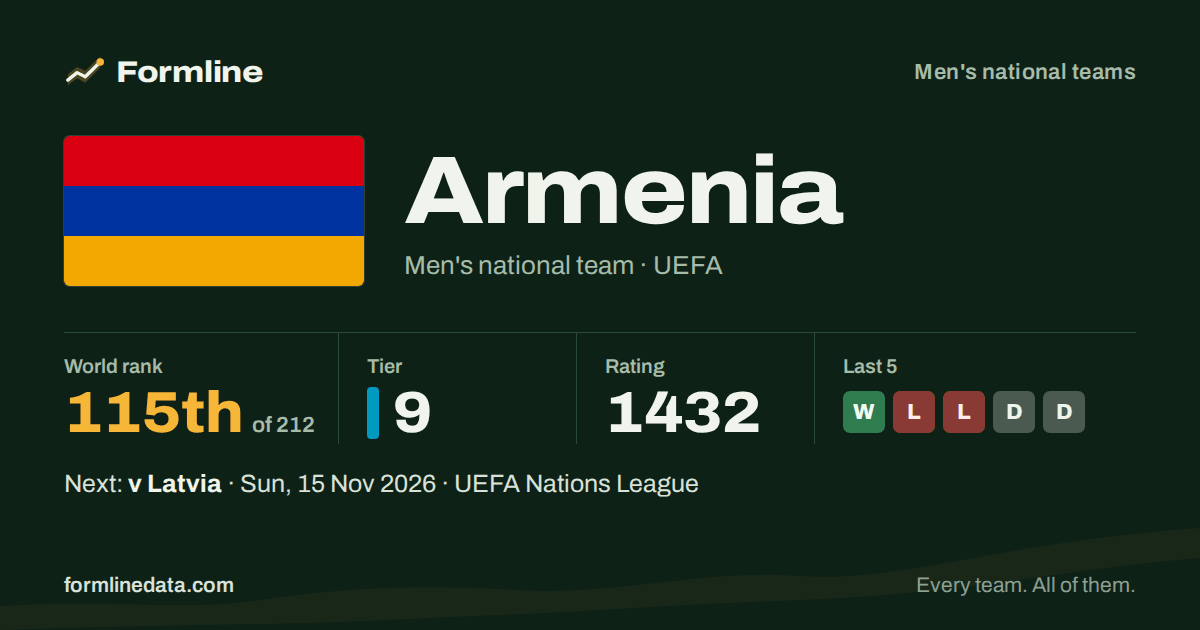 Formline
Men's national teams
Armenia
Men's national team · UEFA
World rank
115th of 212
Tier
9
Rating
1432
Last 5
W L L D D
Next: v Latvia · Sun, 15 Nov 2026 · UEFA Nations League
formlinedata.com
Every team. All of them.